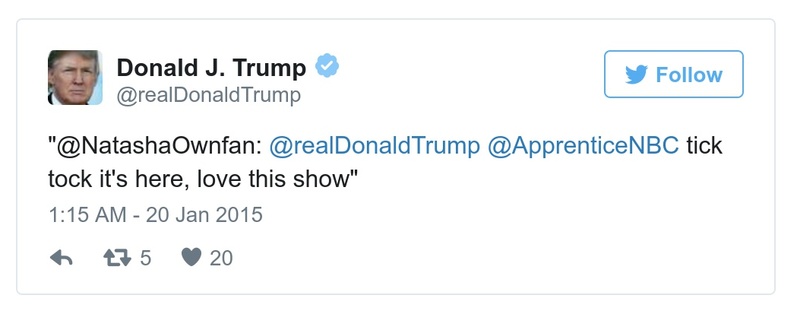 Donald J. Trump
@realDonaldTrump
Follow
"@NatashaOwnfan: @realDonaldTrump @ApprenticeNBC tick
tock it's here, love this show"
1:15 AM - 20 Jan 2015
5 20